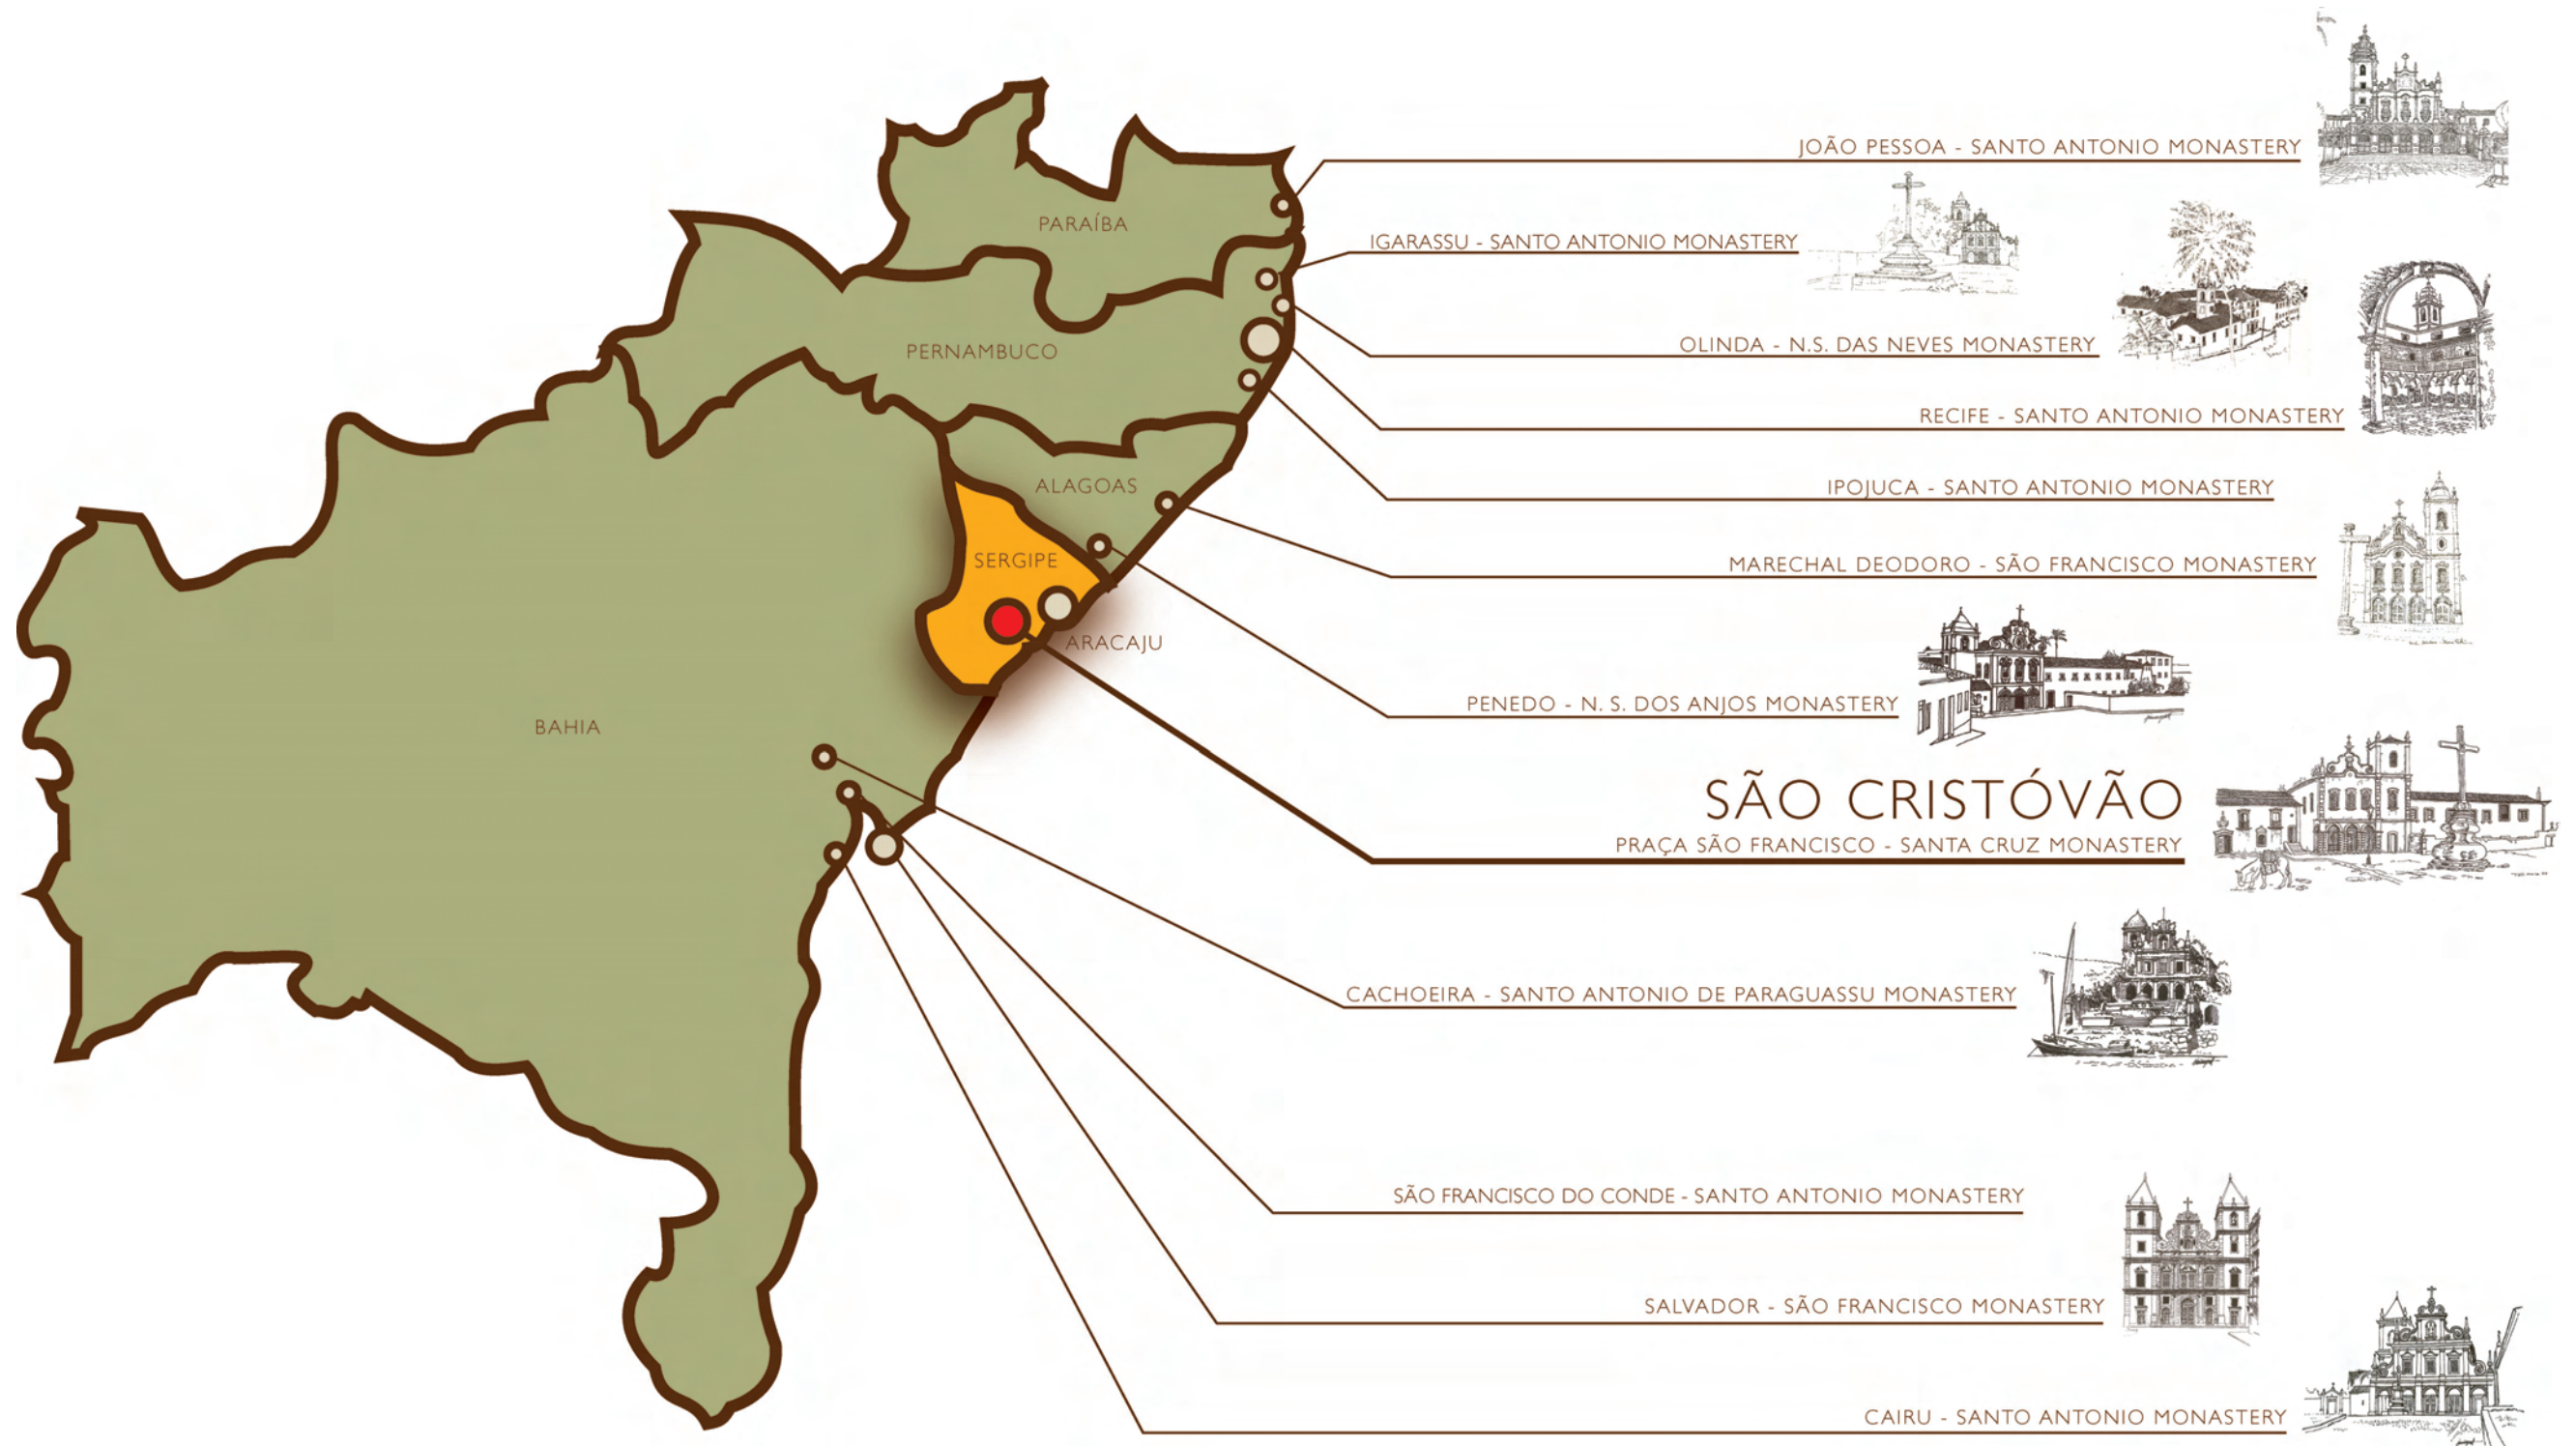 JOÃO PESSOA - SANTO ANTONIO MONASTERY
PARAÍBA
IGARASSU - SANTO ANTONIO MONASTERY
OLINDA - N.S. DAS NEVES MONASTERY
PERNAMBUCO
RECIFE - SANTO ANTONIO MONASTERY
IPOJUCA - SANTO ANTONIO MONASTERY
ALAGOAS
MARECHAL DEODORO - SÃO FRANCISCO MONASTERY
SERGIPE
ARACAJU
PENEDO - N. S. DOS ANJOS MONASTERY
BAHIA
SÃO CRISTÓVÃO
PRAÇA SÃO FRANCISCO - SANTA CRUZ MONASTERY
CACHOEIRA - SANTO ANTONIO DE PARAGUASSU MONASTERY
SÃO FRANCISCO DO CONDE - SANTO ANTONIO MONASTERY
SALVADOR - SÃO FRANCISCO MONASTERY
CAIRU - SANTO ANTONIO MONASTERY